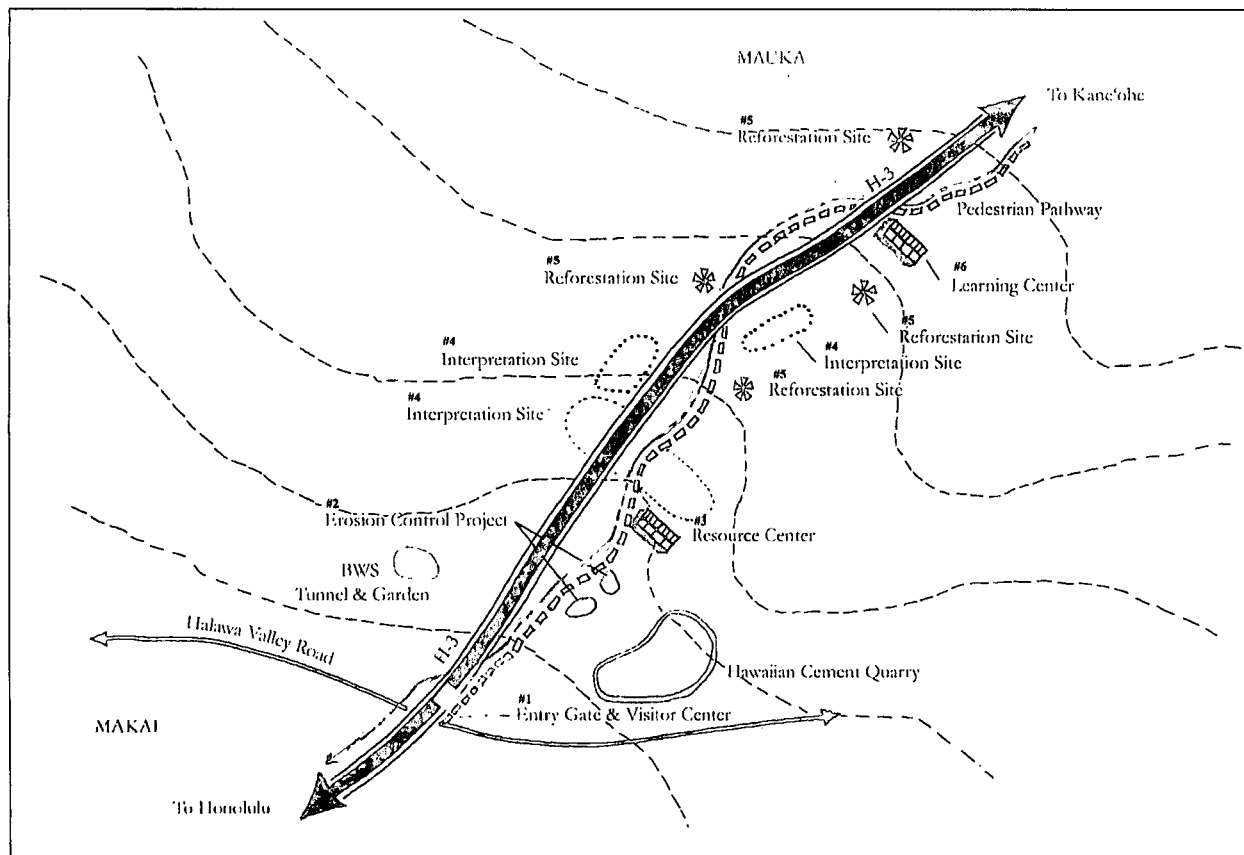 MAUKA
To Kane'ohe
#5
Reforestation Site
H-3
Pedestrian Pathway
#5
Reforestation Site
#6
Learning Center
#5
Reforestation Site
#4
Interpretation Site
#4
Interpretation Site
#5
Reforestation Site
#4
Interpretation Site
#2
Erosion Control Project
#3
Resource Center
BWS
Tunnel & Garden
Halawa Valley Road
H-3
Hawaiian Cement Quarry
#1
Entry Gate & Visitor Center
MAKAI
To Honolulu